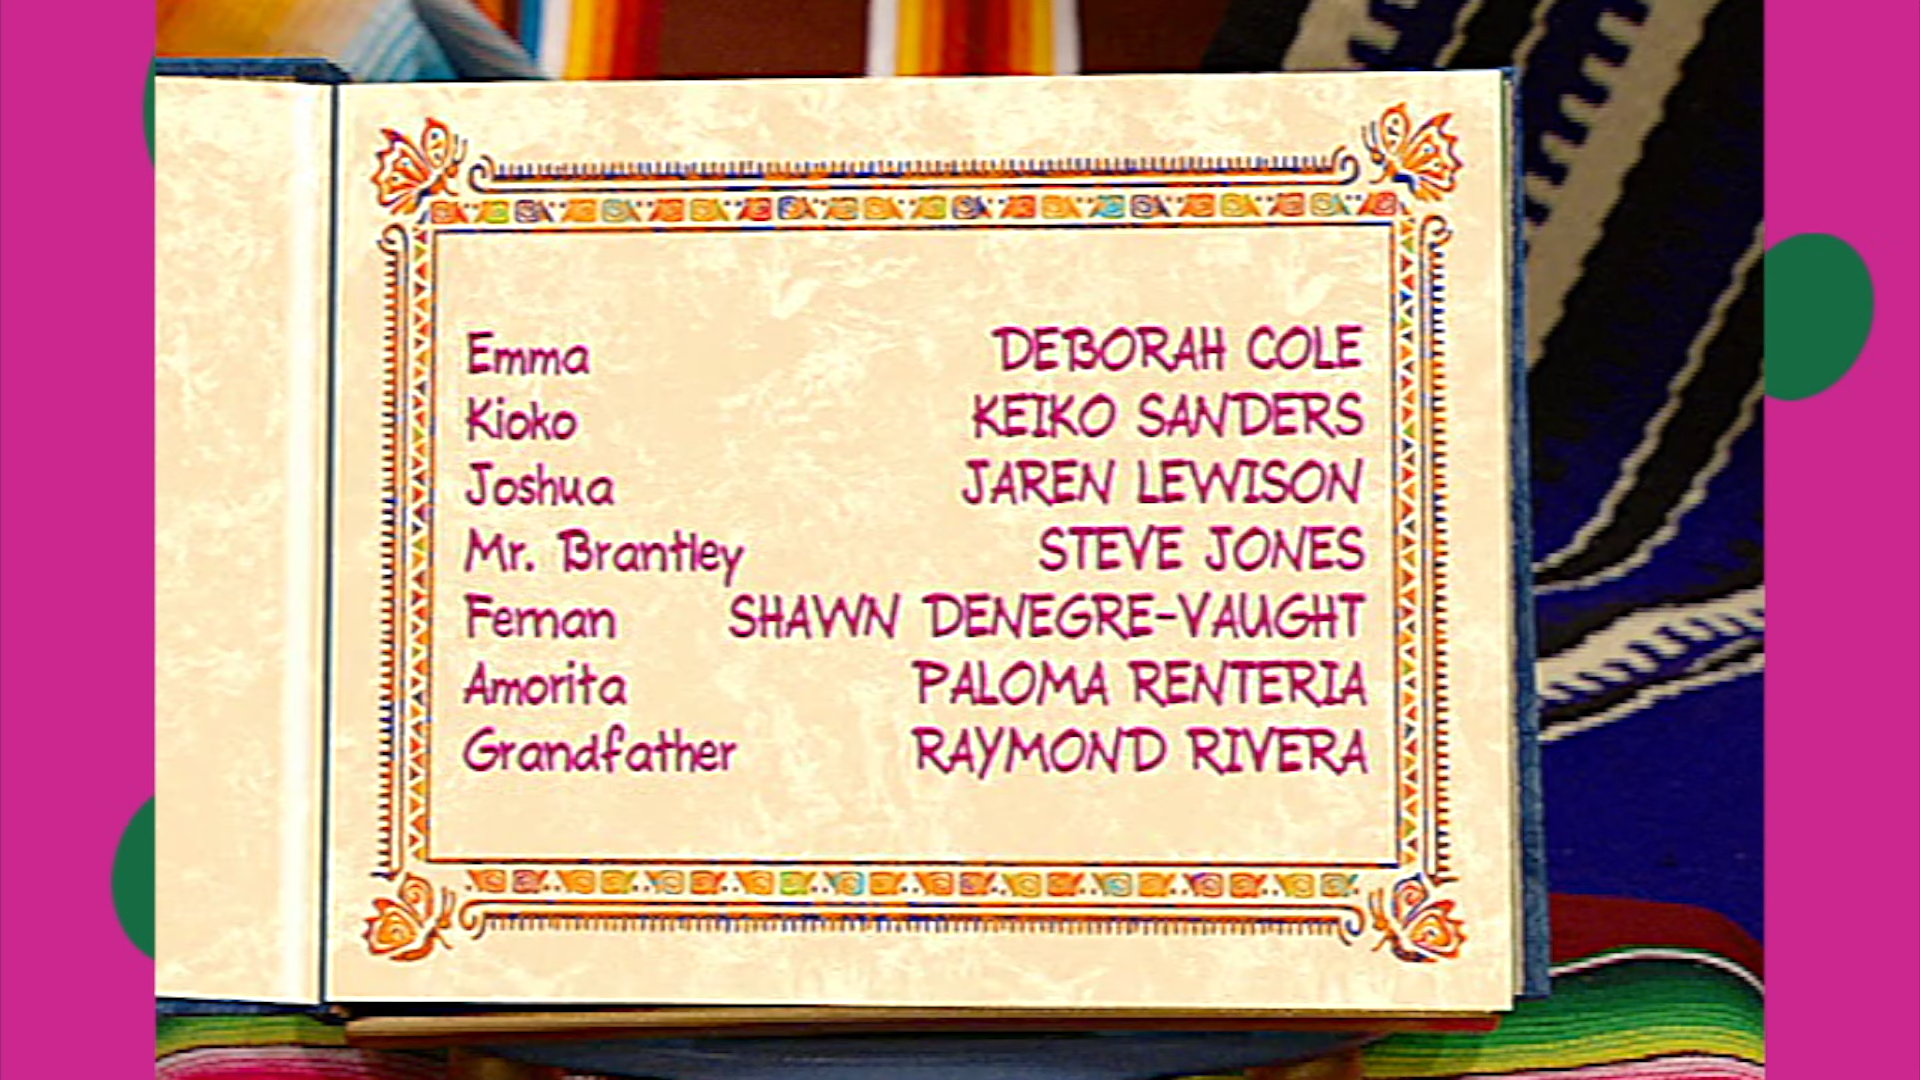 Emma DEBORAH COLE
Kioko KEIKO SANDERS
Joshua JAREN LEWISON
Mr. Brantley STEVE JONES
Fernan SHAWN DENEGRE-VAUGHT
Amorita PALOMA RENTERIA
Grandfather RAYMOND RIVERA